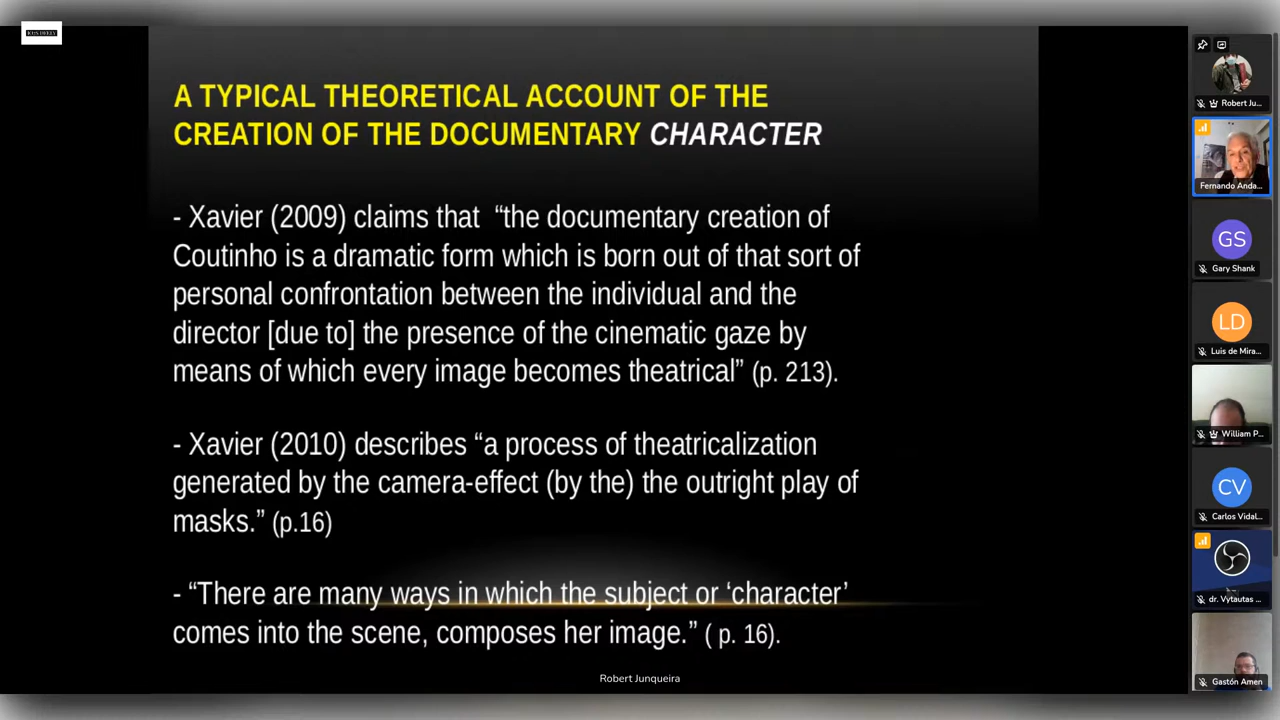 A TYPICAL THEORETICAL ACCOUNT OF THE
CREATION OF THE DOCUMENTARY CHARACTER
- Xavier (2009) claims that “the documentary creation of
Coutinho is a dramatic form which is born out of that sort of
personal confrontation between the individual and the
director [due to] the presence of the cinematic gaze by
means of which every image becomes theatrical” (p. 213).
- Xavier (2010) describes “a process of theatricalization
generated by the camera-effect (by the) the outright play of
masks.” (p.16)
- “There are many ways in which the subject or ‘character’
comes into the scene, composes her image.” ( p. 16).
Robert Junqueira
Robert Ju...
Fernando Anda...
GS
Gary Shank
LD
Luis de Mira...
William P...
CV
Carlos Vidal...
dr. Vytautas ...
Gastón Amen